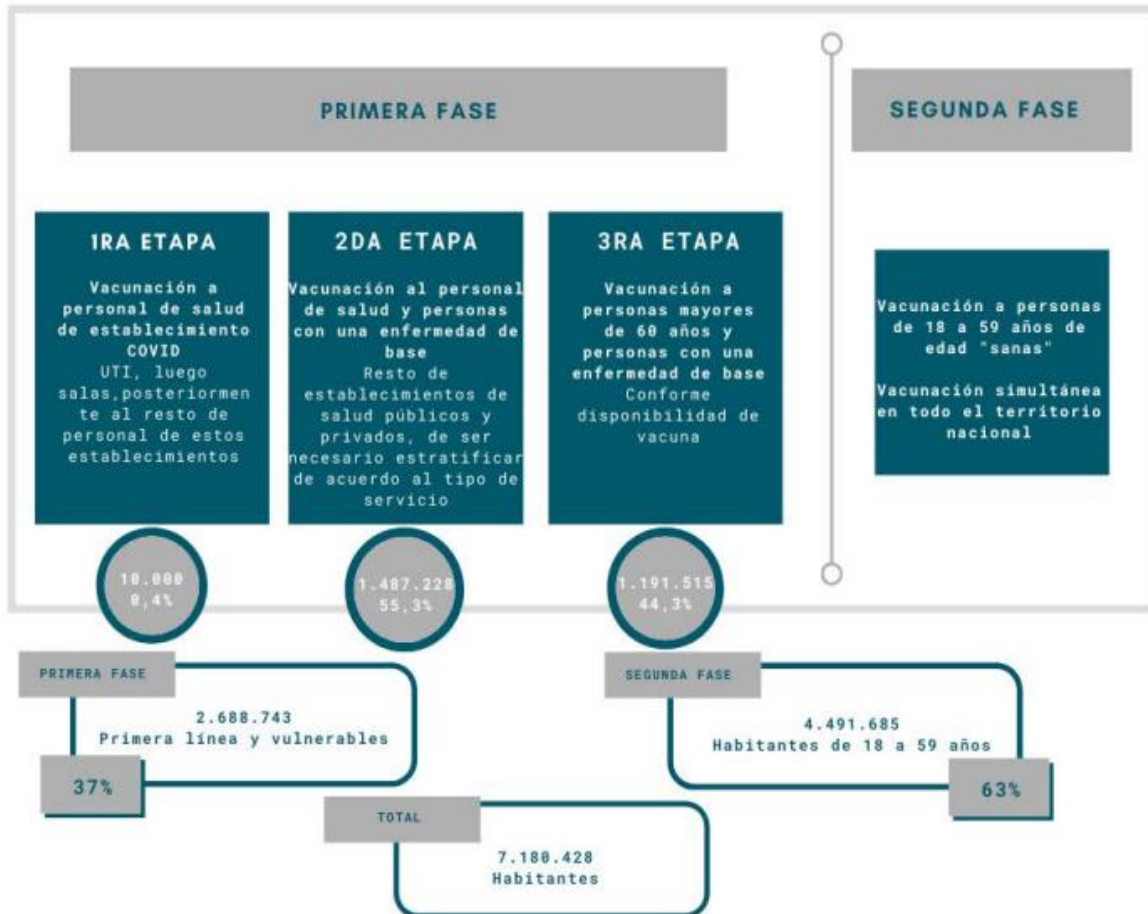 PRIMERA FASE
SEGUNDA FASE
1RA ETAPA
Vacunación a
personal de salud
de establecimiento
COVID
UTI, luego
salas,posteriormen
te al resto de
personal de estos
establecimientos
10.000
0,4%
2DA ETAPA
Vacunación al personal
de salud y personas
con una enfermedad de
base
Resto de
establecimientos de
salud públicos y
privados, de ser
necesario estratificar
de acuerdo al tipo de
servicio
1.487.228
55,3%
3RA ETAPA
Vacunación a
personas mayores
de 60 años y
personas con una
enfermedad de base
Conforme
disponibilidad de
vacuna
1.191.515
44,3%
Vacunación a personas
de 18 a 59 años de
edad "sanas"
Vacunación simultánea
en todo el territorio
nacional
PRIMERA FASE
2.688.743
Primera línea y vulnerables
37%
SEGUNDA FASE
4.491.685
Habitantes de 18 a 59 años
63%
TOTAL
7.180.428
Habitantes